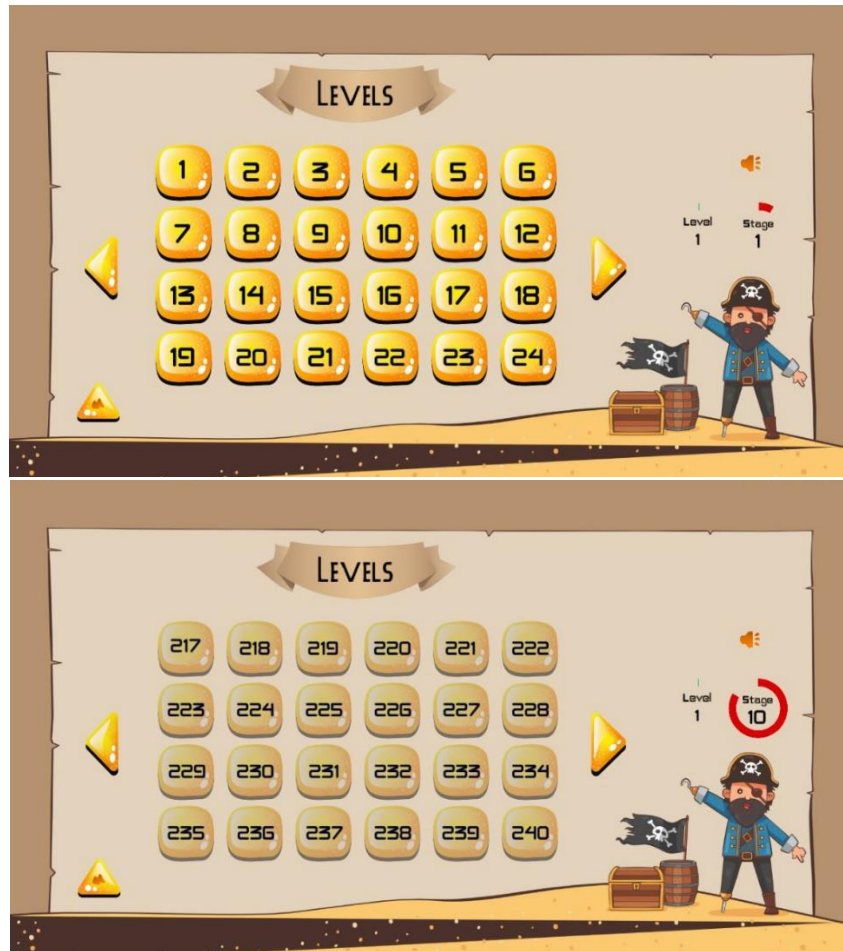 LEVELS
1 2 3 4 5 6
Level Stage
1 1
7 8 9 10 11 12
13 14 15 16 17 18
19 20 21 22 23 24
LEVELS
217 218 219 220 221 222
Level Stage
1 10
223 224 225 226 227 228
229 230 231 232 233 234
235 236 237 238 239 240